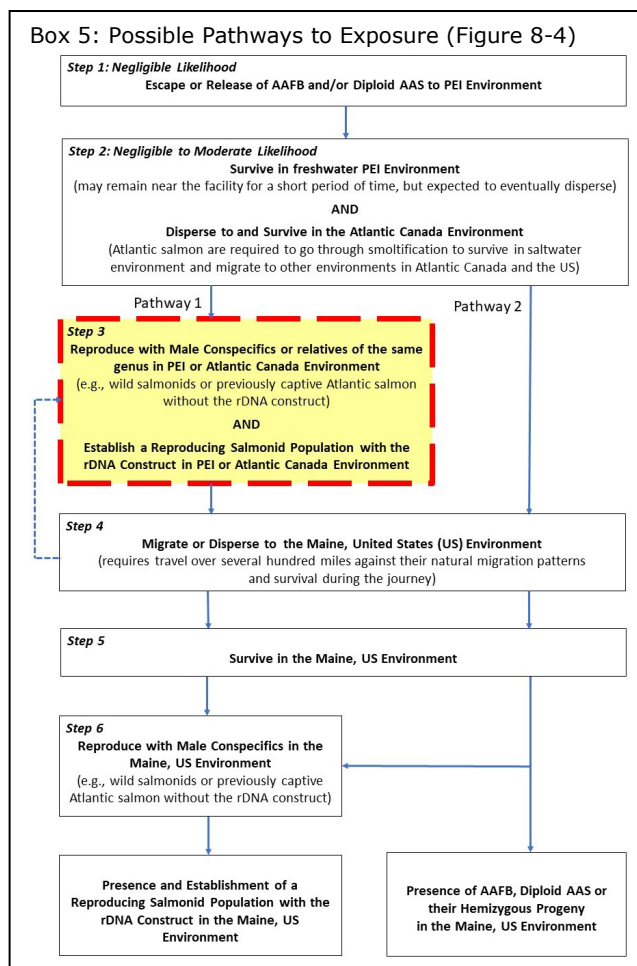 Box 5: Possible Pathways to Exposure (Figure 8-4)
Step 1: Negligible Likelihood
Escape or Release of AAFB and/or Diploid AAS to PEI Environment
Step 2: Negligible to Moderate Likelihood
Survive in freshwater PEI Environment
(may remain near the facility for a short period of time, but expected to eventually disperse)
AND
Disperse to and Survive in the Atlantic Canada Environment
(Atlantic salmon are required to go through smoltification to survive in saltwater
environment and migrate to other environments in Atlantic Canada and the US)
Pathway 1
Pathway 2
Step 3
Reproduce with Male Conspecifics or relatives of the same
genus in PEI or Atlantic Canada Environment
(e.g., wild salmonids or previously captive Atlantic salmon
without the rDNA construct)
AND
Establish a Reproducing Salmonid Population with the
rDNA Construct in PEI or Atlantic Canada Environment
Step 4
Migrate or Disperse to the Maine, United States (US) Environment
(requires travel over several hundred miles against their natural migration patterns
and survival during the journey)
Step 5
Survive in the Maine, US Environment
Step 6
Reproduce with Male Conspecifics in the
Maine, US Environment
(e.g., wild salmonids or previously captive
Atlantic salmon without the rDNA construct)
Presence and Establishment of a
Reproducing Salmonid Population with the
rDNA Construct in the Maine, US
Environment
Presence of AAFB, Diploid AAS or
their Hemizygous Progeny
in the Maine, US Environment